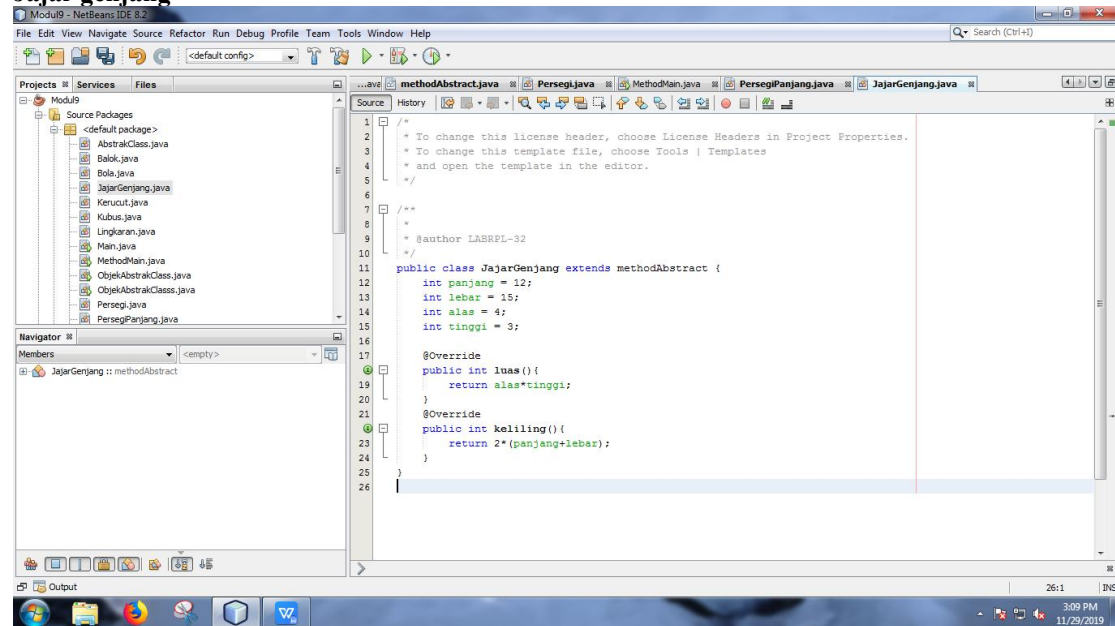 Modul9 - NetBeans IDE 8.2
File Edit View Navigate Source Refactor Run Debug Profile Team Tools Window Help
Search (Ctrl+I)
<default config>
Projects Services Files
Modul9
Source Packages
<default package>
AbstrakClass.java
Balok.java
Bola.java
JajarGenjang.java
Kerucut.java
Kubus.java
Lingkaran.java
Main.java
MethodMain.java
ObjekAbstrakClass.java
ObjekAbstrakClasss.java
Persegi.java
PersegiPanjang.java
Navigator
Members <empty>
JajarGenjang :: methodAbstract
...ava methodAbstract.java Persegi.java MethodMain.java PersegiPanjang.java JajarGenjang.java
Source History
1 /*
2 * To change this license header, choose License Headers in Project Properties.
3 * To change this template file, choose Tools | Templates
4 * and open the template in the editor.
5 */
6
7 /**
8 *
9 * @author LABRPL-32
10 */
11 public class JajarGenjang extends methodAbstract {
12 int panjang = 12;
13 int lebar = 15;
14 int alas = 4;
15 int tinggi = 3;
16
17 @Override
public int luas(){
19 return alas*tinggi;
20 }
21 @Override
public int keliling(){
23 return 2*(panjang+lebar);
24 }
25 }
26
Output
26:1 INS
3:09 PM
11/29/2019